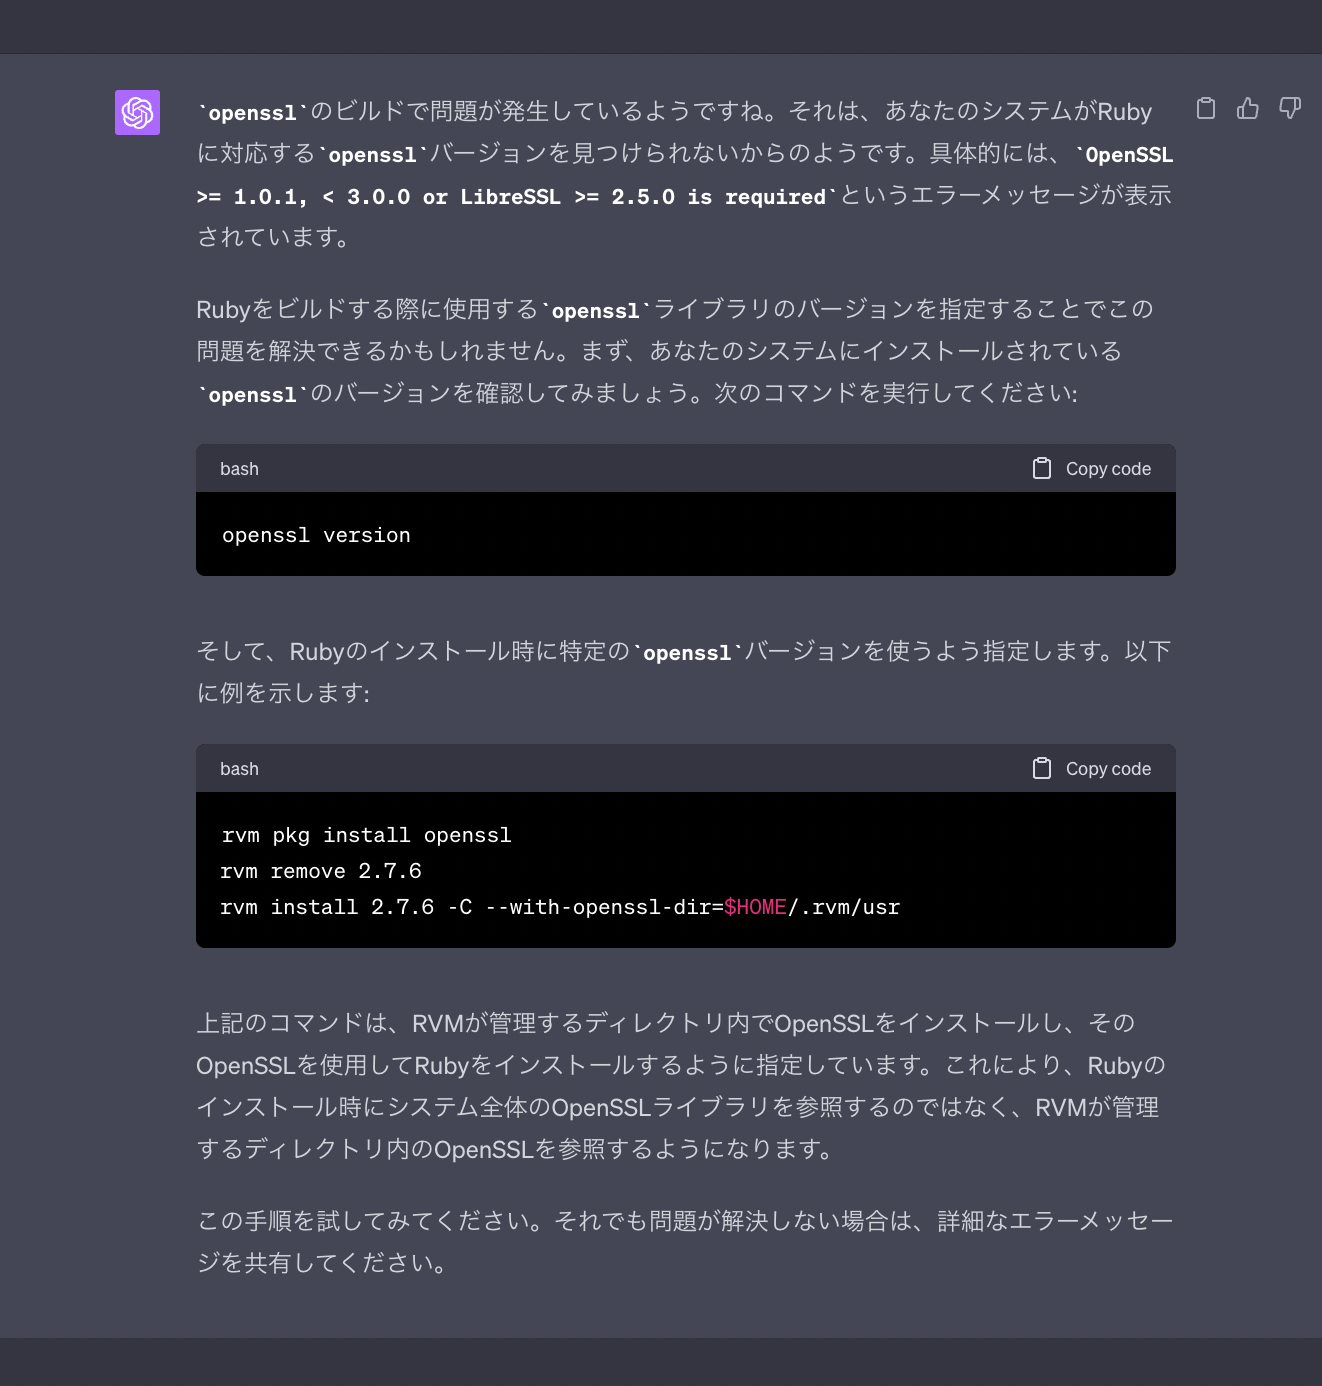 `openssl`のビルドで問題が発生しているようですね。それは、あなたのシステムがRuby
に対応する`openssl`バージョンを見つけられないからのようです。具体的には、`OpenSSL
>= 1.0.1, < 3.0.0 or LibreSSL >= 2.5.0 is required`というエラーメッセージが表示
されています。
Rubyをビルドする際に使用する`openssl`ライブラリのバージョンを指定することでこの
問題を解決できるかもしれません。まず、あなたのシステムにインストールされている
`openssl`のバージョンを確認してみましょう。次のコマンドを実行してください:
bash Copy code
openssl version
そして、Rubyのインストール時に特定の`openssl`バージョンを使うよう指定します。以下
に例を示します:
bash Copy code
rvm pkg install openssl
rvm remove 2.7.6
rvm install 2.7.6 -C --with-openssl-dir=$HOME/.rvm/usr
上記のコマンドは、RVMが管理するディレクトリ内でOpenSSLをインストールし、その
OpenSSLを使用してRubyをインストールするように指定しています。これにより、Rubyの
インストール時にシステム全体のOpenSSLライブラリを参照するのではなく、RVMが管理
するディレクトリ内のOpenSSLを参照するようになります。
この手順を試してみてください。それでも問題が解決しない場合は、詳細なエラーメッセー
ジを共有してください。